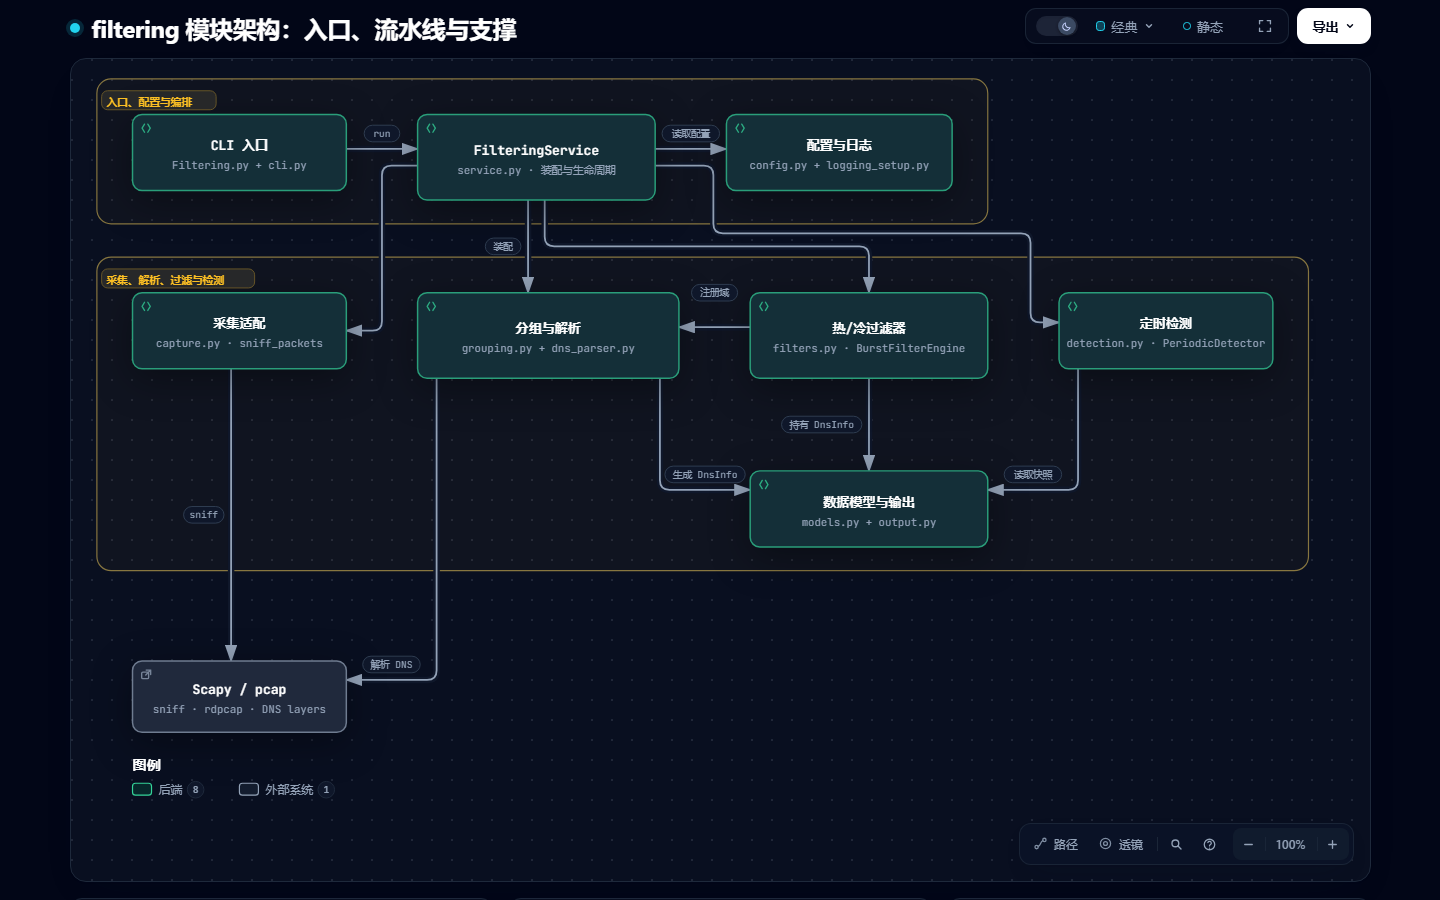 filtering 模块架构：入口、流水线与支撑
经典
静态
导出
入口、配置与编排
CLI 入口
Filtering.py + cli.py
run
FilteringService
service.py · 装配与生命周期
读取配置
配置与日志
config.py + logging_setup.py
装配
采集、解析、过滤与检测
采集适配
capture.py · sniff_packets
分组与解析
grouping.py + dns_parser.py
注册域
热/冷过滤器
filters.py · BurstFilterEngine
定时检测
detection.py · PeriodicDetector
持有 DnsInfo
生成 DnsInfo
读取快照
数据模型与输出
models.py + output.py
sniff
解析 DNS
Scapy / pcap
sniff · rdpcap · DNS layers
图例
后端 8
外部系统 1
路径
透镜
100%